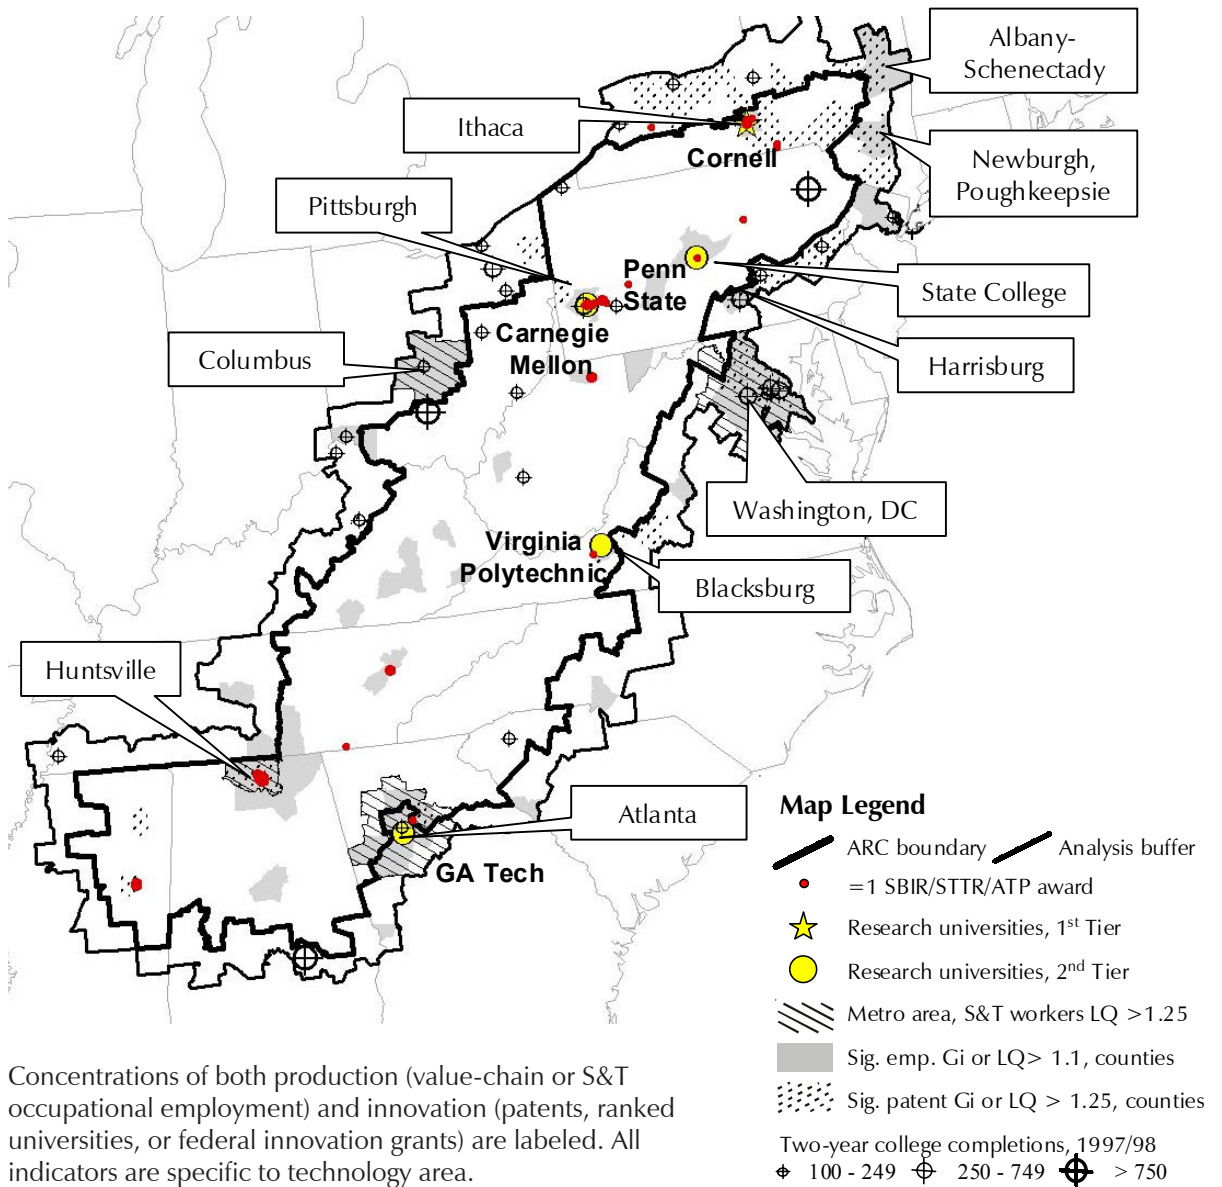 Albany-
Schenectady
Ithaca
Cornell
Newburgh,
Poughkeepsie
Pittsburgh
Penn
State
State College
Carnegie
Mellon
Columbus
Harrisburg
Washington, DC
Virginia
Polytechnic
Blacksburg
Huntsville
Atlanta
GA Tech
Map Legend
ARC boundary
Analysis buffer
=1 SBIR/STTR/ATP award
Research universities, 1st Tier
Research universities, 2nd Tier
Metro area, S&T workers LQ >1.25
Sig. emp. Gi or LQ> 1.1, counties
Sig. patent Gi or LQ > 1.25, counties
Two-year college completions, 1997/98
100 - 249 250 - 749 > 750
Concentrations of both production (value-chain or S&T
occupational employment) and innovation (patents, ranked
universities, or federal innovation grants) are labeled. All
indicators are specific to technology area.